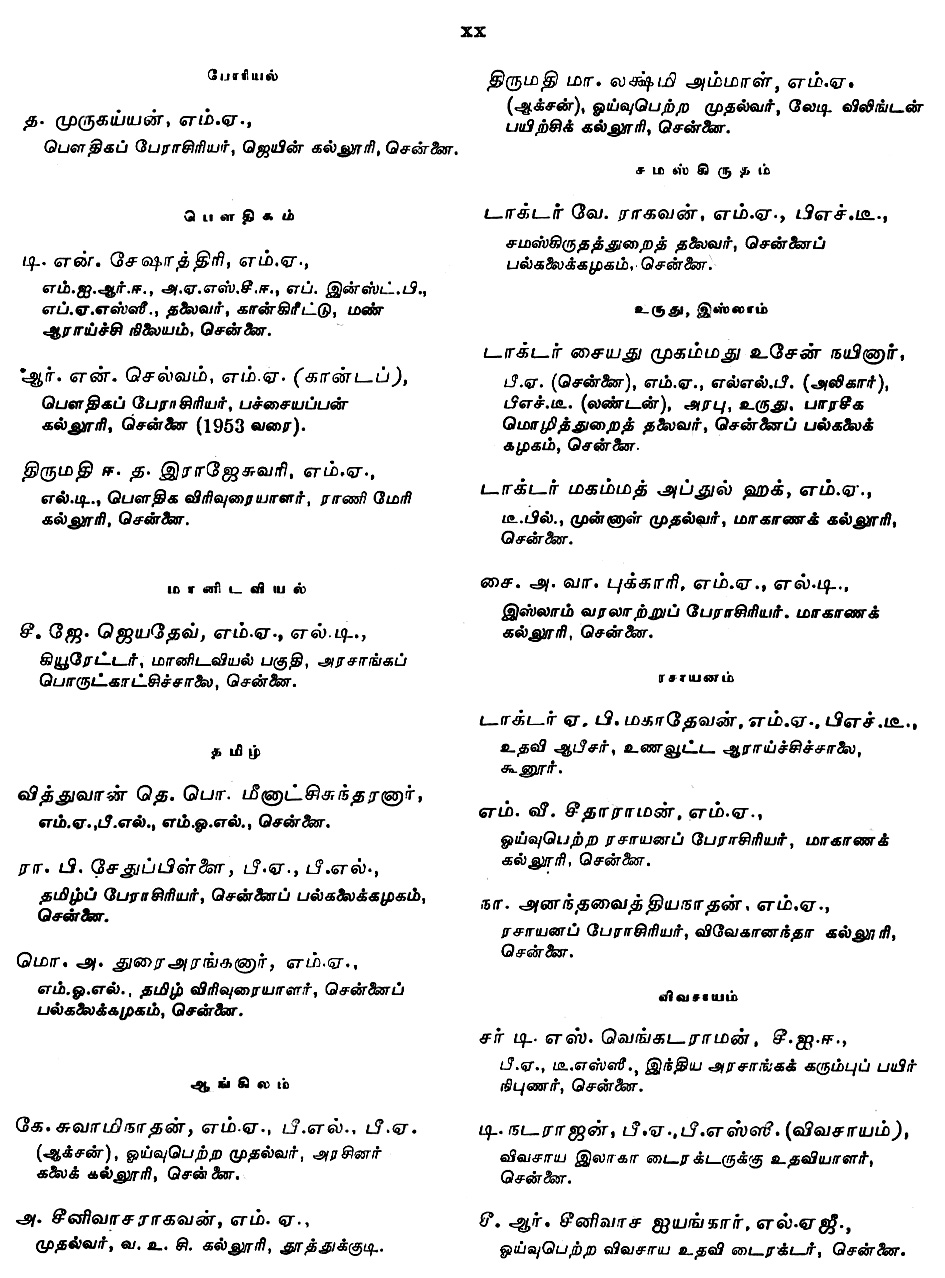 xx
போரியல்
த. முருகய்யன், எம்.ஏ.,
பௌதிகப் பேராசிரியர், ஜெயின் கல்லூரி, சென்னை.
பௌதிகம்
டி. என். சேஷாத்திரி, எம்.ஏ.,
எம்.ஐ.ஆர்.ஈ., அ.ஏ.எஸ்.சீ.ஈ., எப். இன்ஸ்ட்.பி.,
எப்.ஏ.எஸ்ஸீ., தலைவர், கான்கிரீட்டு, மண்
ஆராய்ச்சி நிலையம், சென்னை.
ஆர். என். செல்வம், எம்.ஏ. (கான்டப்),
பௌதிகப் பேராசிரியர், பச்சையப்பன்
கல்லூரி, சென்னை (1953 வரை).
திருமதி ஈ. த. இராஜேசுவரி, எம்.ஏ.,
எல்.டி., பௌதிக விரிவுரையாளர், ராணி மேரி
கல்லூரி, சென்னை.
மானிடவியல்
சீ. ஜே. ஜெயதேவ், எம்.ஏ., எல்.டி.,
கியூரேட்டர், மானிடவியல் பகுதி, அரசாங்கப்
பொருட்காட்சிச்சாலை, சென்னை.
தமிழ்
வித்துவான் தெ. பொ. மீனாட்சிசுந்தரனார்,
எம்.ஏ.,பீ.எல்., எம்.ஓ.எல்., சென்னை.
ரா. பி. சேதுப்பிள்ளை, பீ.ஏ., பீ.எல்.,
தமிழ்ப் பேராசிரியர், சென்னைப் பல்கலைக்கழகம்,
சென்னை.
மொ. அ. துரைஅரங்கனார், எம்.ஏ.,
எம்.ஓ.எல்., தமிழ் விரிவுரையாளர், சென்னைப்
பல்கலைக்கழகம், சென்னை.
ஆங்கிலம்
கே. சுவாமிநாதன், எம்.ஏ., பீ.எல்., பீ.ஏ.
(ஆக்சன்), ஓய்வுபெற்ற முதல்வர், அரசினர்
கலைக் கல்லூரி, சென்னை.
அ. சீனிவாசராகவன், எம். ஏ.,
முதல்வர், வ. உ. சி. கல்லூரி, தூத்துக்குடி.
திருமதி மா. லக்ஷ்மி அம்மாள், எம்.ஏ.
(ஆக்சன்), ஓய்வுபெற்ற முதல்வர், லேடி விலிங்டன்
பயிற்சிக் கல்லூரி, சென்னை.
சமஸ்கிருதம்
டாக்டர் வே. ராகவன், எம்.ஏ., பிஎச்.டீ.,
சமஸ்கிருதத்துறைத் தலைவர், சென்னைப்
பல்கலைக்கழகம், சென்னை.
உருது, இஸ்லாம்
டாக்டர் சையது முகம்மது உசேன் நயினார்,
பீ.ஏ. (சென்னை), எம்.ஏ., எல்எல்.பீ. (அலிகார்),
பிஎச்.டீ. (லண்டன்), அரபு, உருது, பாரசீக
மொழித்துறைத் தலைவர், சென்னைப் பல்கலைக்
கழகம், சென்னை.
டாக்டர் மகம்மத் அப்துல் ஹக், எம்.ஏ.,
டீ.பில்., முன்னாள் முதல்வர், மாகாணக் கல்லூரி,
சென்னை.
சை. அ. வா. புக்காரி, எம்.ஏ., எல்.டி.,
இஸ்லாம் வரலாற்றுப் பேராசிரியர். மாகாணக்
கல்லூரி, சென்னை.
ரசாயனம்
டாக்டர் ஏ. பி. மகாதேவன், எம்.ஏ., பிஎச்.டீ.,
உதவி ஆபீசர், உணவூட்ட ஆராய்ச்சிச்சாலை,
கூனூர்.
எம். வீ. சீதாராமன், எம்.ஏ.,
ஓய்வுபெற்ற ரசாயனப் பேராசிரியர், மாகாணக்
கல்லூரி, சென்னை.
நா. அனந்தவைத்தியநாதன், எம்.ஏ.,
ரசாயனப் பேராசிரியர், விவேகானந்தா கல்லூரி,
சென்னை.
விவசாயம்
சர் டி. எஸ். வெங்கடராமன், சீ.ஐ.ஈ.,
பீ.ஏ., டீ.எஸ்ஸீ., இந்திய அரசாங்கக் கரும்புப் பயிர்
நிபுணர், சென்னை.
டி. நடராஜன், பீ.ஏ.,பீ.எஸ்ஸீ. (விவசாயம்),
விவசாய இலாகா டைரக்டருக்கு உதவியாளர்,
சென்னை.
சீ. ஆர். சீனிவாச ஐயங்கார், எல்.ஏஜீ.,
ஓய்வுபெற்ற விவசாய உதவி டைரக்டர், சென்னை.